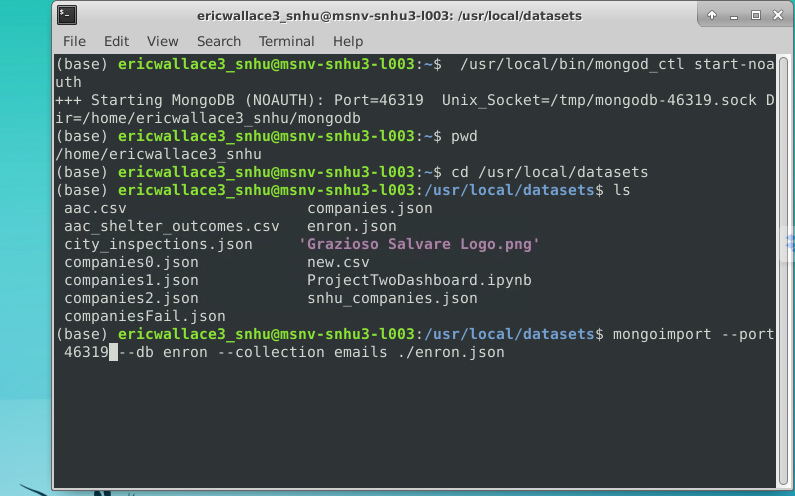 ericwallace3_snhu@msnv-snhu3-l003: /usr/local/datasets
File Edit View Search Terminal Help
(base) ericwallace3_snhu@msnv-snhu3-l003:~$  /usr/local/bin/mongod_ctl start-noa
uth
+++ Starting MongoDB (NOAUTH): Port=46319  Unix_Socket=/tmp/mongodb-46319.sock D
ir=/home/ericwallace3_snhu/mongodb
(base) ericwallace3_snhu@msnv-snhu3-l003:~$ pwd
/home/ericwallace3_snhu
(base) ericwallace3_snhu@msnv-snhu3-l003:~$ cd /usr/local/datasets
(base) ericwallace3_snhu@msnv-snhu3-l003:/usr/local/datasets$ ls
aac.csv companies.json
aac_shelter_outcomes.csv enron.json
city_inspections.json 'Grazioso Salvare Logo.png'
companies0.json new.csv
companies1.json ProjectTwoDashboard.ipynb
companies2.json snhu_companies.json
companiesFail.json
(base) ericwallace3_snhu@msnv-snhu3-l003:/usr/local/datasets$ mongoimport --port
46319 --db enron --collection emails ./enron.json